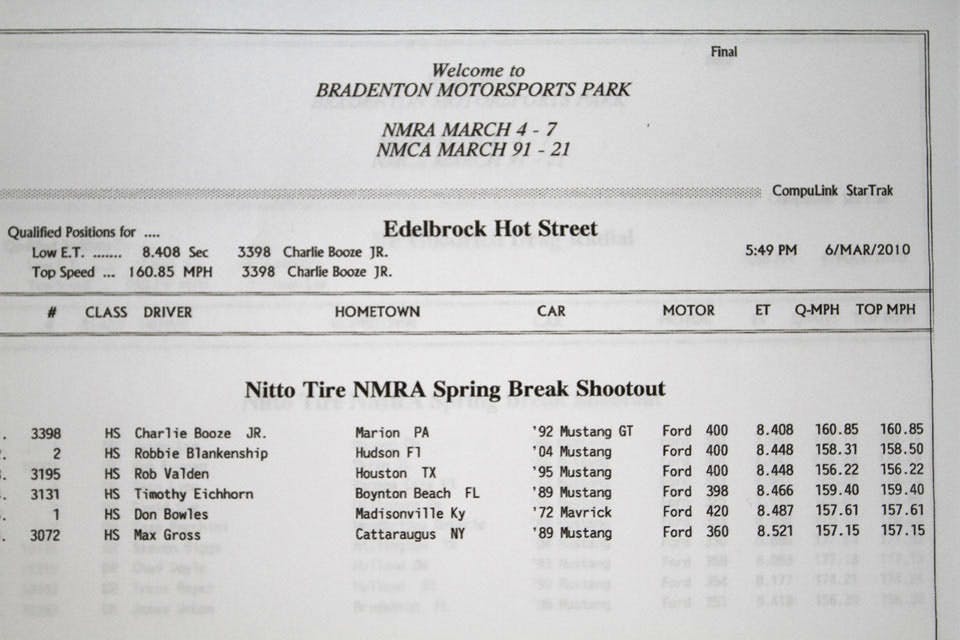 Final
Welcome to
BRADENTON MOTORSPORTS PARK
NMRA MARCH 4 - 7
NMCA MARCH 91 - 21
CompuLink StarTrak
Qualified Positions for .... Edelbrock Hot Street
Low E.T. ....... 8.408 Sec 3398 Charlie Booze JR. 5:49 PM 6/MAR/2010
Top Speed ... 160.85 MPH 3398 Charlie Booze JR.
# CLASS DRIVER HOMETOWN CAR MOTOR ET Q-MPH TOP MPH
Nitto Tire NMRA Spring Break Shootout
3398 HS Charlie Booze JR. Marion PA '92 Mustang GT Ford 400 8.408 160.85 160.85
2 HS Robbie Blankenship Hudson Fl '04 Mustang Ford 400 8.448 158.31 158.50
3195 HS Rob Valden Houston TX '95 Mustang Ford 400 8.448 156.22 156.22
3131 HS Timothy Eichhorn Boynton Beach FL '89 Mustang Ford 398 8.466 159.40 159.40
1 HS Don Bowles Madisonville Ky '72 Mavrick Ford 420 8.487 157.61 157.61
3072 HS Max Gross Cattaraugus NY '89 Mustang Ford 360 8.521 157.15 157.15